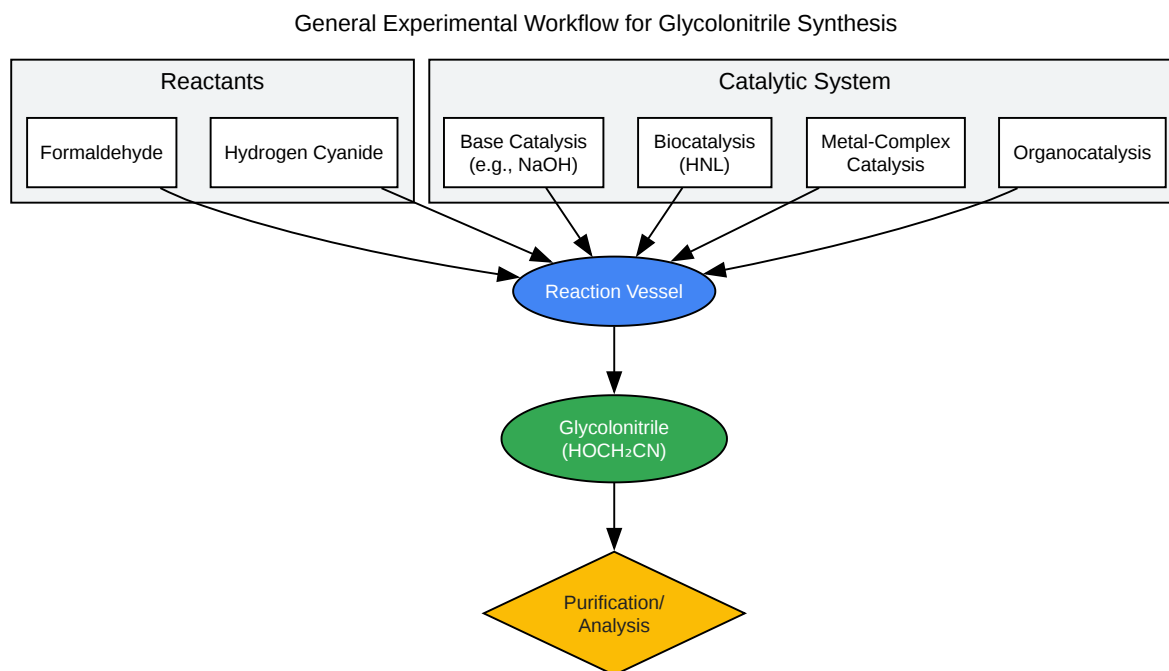 General Experimental Workflow for Glycolonitrile Synthesis
Reactants
Catalytic System
Formaldehyde
Hydrogen Cyanide
Base Catalysis
(e.g., NaOH)
Biocatalysis
(HNL)
Metal-Complex
Catalysis
Organocatalysis
Reaction Vessel
Glycolonitrile
(HOCH₂CN)
Purification/
Analysis